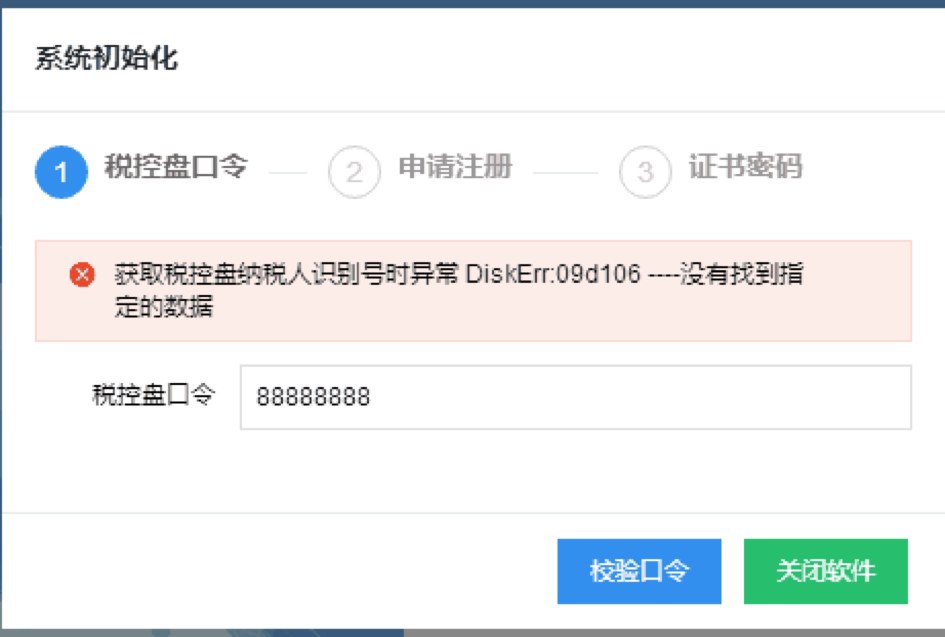 系统初始化
1 税控盘口令 2 申请注册 3 证书密码
获取税控盘纳税人识别号时异常 DiskErr:09d106 ----没有找到指
定的数据
税控盘口令 88888888
校验口令 关闭软件